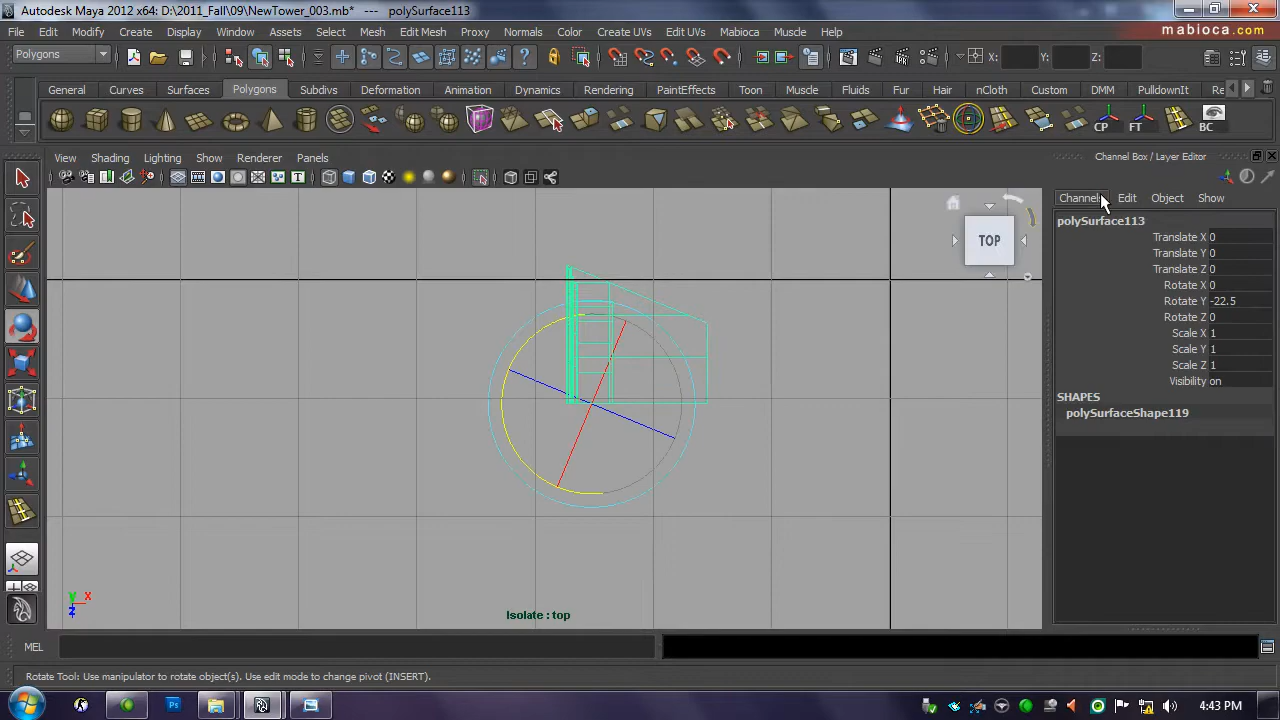 Autodesk Maya 2012 x64: D:\2011_Fall\09\NewTower_003.mb* --- polySurface113
File Edit Modify Create Display Window Assets Select Mesh Edit Mesh Proxy Normals Color Create UVs Edit UVs Mabioca Muscle Help
mabioca.com
Polygons X: Y: Z:
General Curves Surfaces Polygons Subdivs Deformation Animation Dynamics Rendering PaintEffects Toon Muscle Fluids Fur Hair nCloth Custom DMM PulldownIt Re
CP FT BC
View Shading Lighting Show Renderer Panels
Channel Box / Layer Editor
Channels Edit Object Show
polySurface113
Translate X 0
Translate Y 0
Translate Z 0
Rotate X 0
Rotate Y -22.5
Rotate Z 0
Scale X 1
Scale Y 1
Scale Z 1
Visibility on
SHAPES
polySurfaceShape119
TOP
y x
z
Isolate : top
MEL
Rotate Tool: Use manipulator to rotate object(s). Use edit mode to change pivot (INSERT).
Ps
4:43 PM